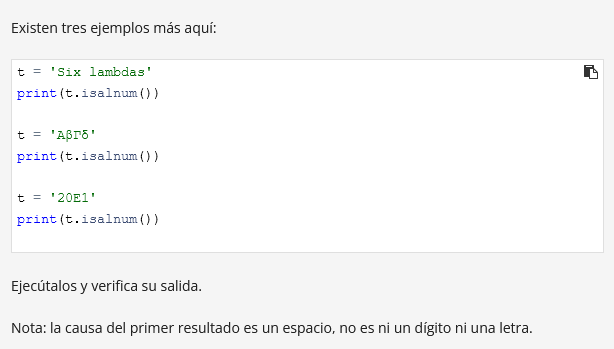 Existen tres ejemplos más aquí:
t = 'Six lambdas'
print(t.isalnum())
t = 'ΑβΓδ'
print(t.isalnum())
t = '20E1'
print(t.isalnum())
Ejecútalos y verifica su salida.
Nota: la causa del primer resultado es un espacio, no es ni un dígito ni una letra.